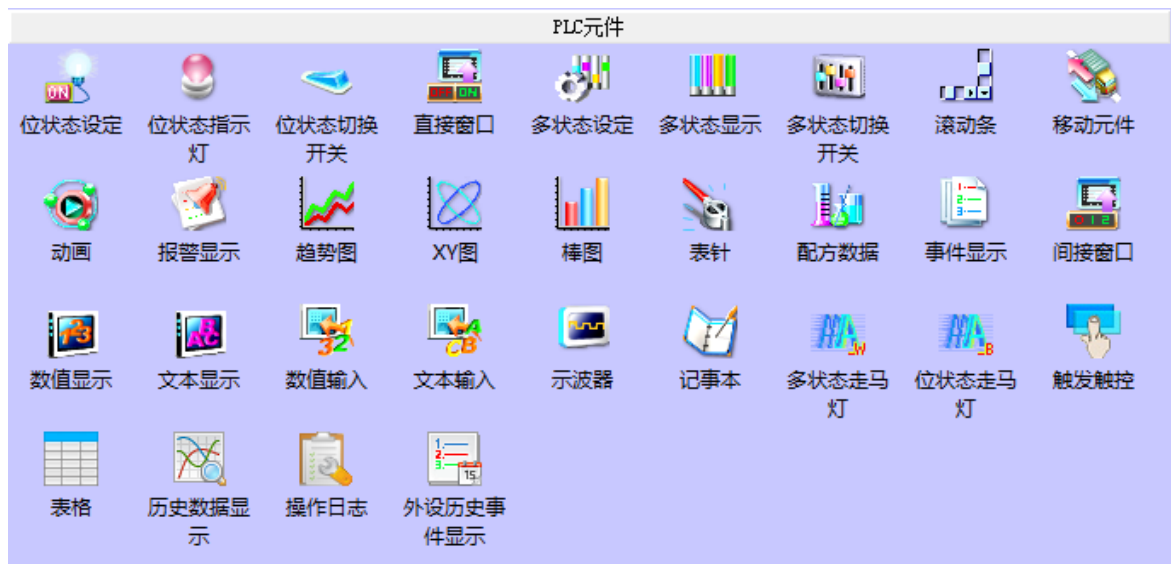 PLC元件
位状态设定 位状态指示灯 位状态切换开关 直接窗口 多状态设定 多状态显示 多状态切换开关 滚动条 移动元件
动画 报警显示 趋势图 XY图 棒图 表针 配方数据 事件显示 间接窗口
数值显示 文本显示 数值输入 文本输入 示波器 记事本 多状态走马灯 位状态走马灯 触发触控
表格 历史数据显示 操作日志 外设历史事件显示